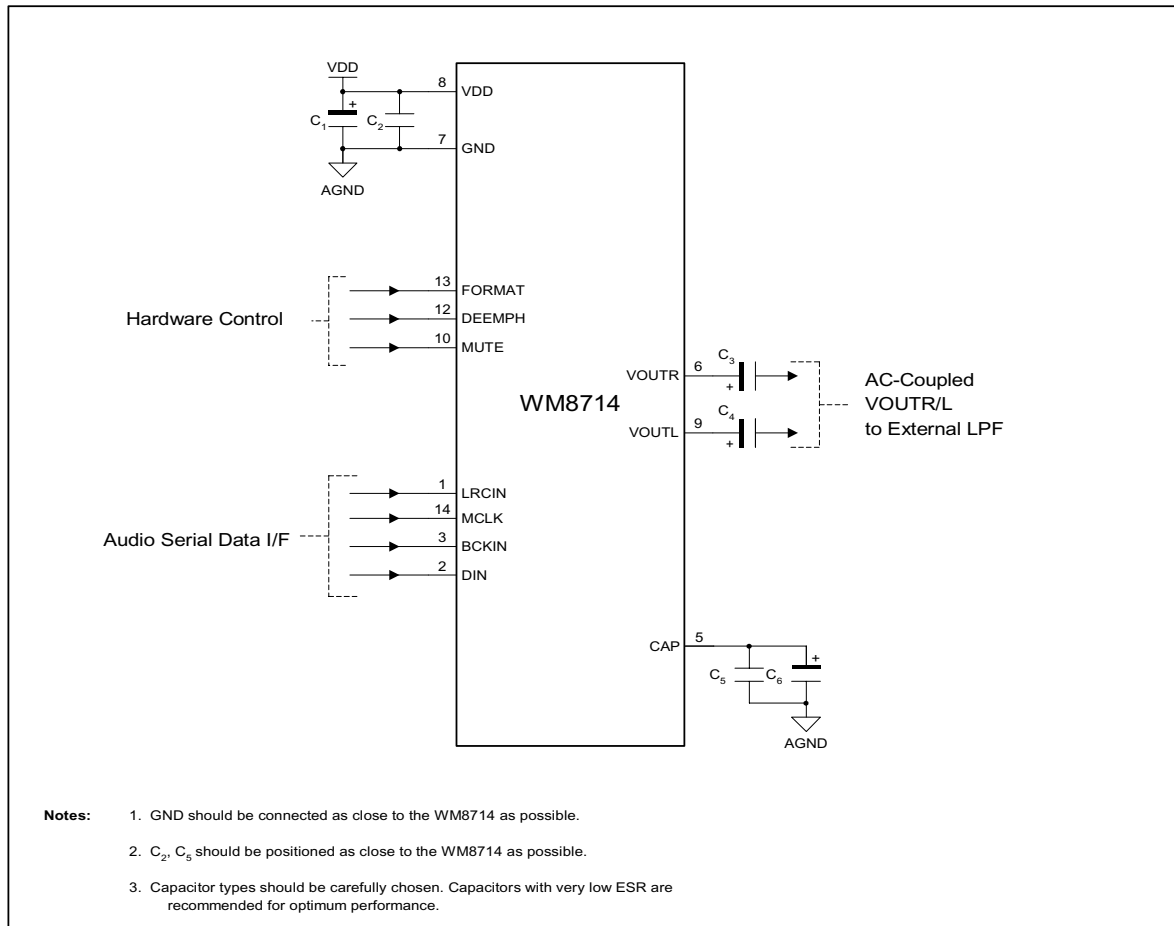 VDD
8
VDD
+
C1
C2
7
GND
AGND
Hardware Control
13
FORMAT
12
DEEMPH
10
MUTE
WM8714
VOUTR
6
C3
+
VOUTL
9
C4
+
AC-Coupled
VOUTR/L
to External LPF
Audio Serial Data I/F
1
LRCIN
14
MCLK
3
BCKIN
2
DIN
CAP
5
C5
C6
+
AGND
Notes:
1. GND should be connected as close to the WM8714 as possible.
2. C2, C5 should be positioned as close to the WM8714 as possible.
3. Capacitor types should be carefully chosen. Capacitors with very low ESR are
recommended for optimum performance.